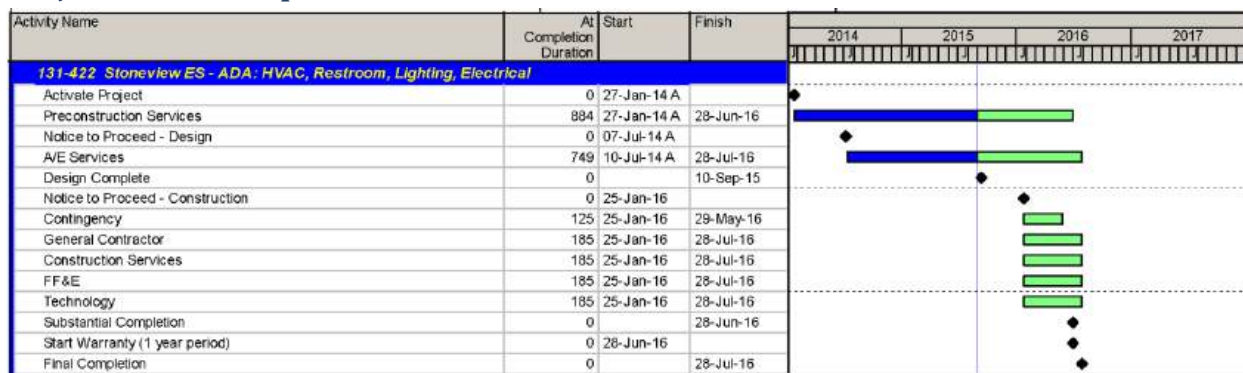 Activity Name At Completion Duration Start Finish
2014 2015 2016 2017
J J J J J J J
131-422 Stoneview ES - ADA: HVAC, Restroom, Lighting, Electrical
Activate Project 0 27-Jan-14 A
Preconstruction Services 884 27-Jan-14 A 28-Jun-16
Notice to Proceed - Design 0 07-Jul-14 A
A/E Services 749 10-Jul-14 A 28-Jul-16
Design Complete 0 10-Sep-15
Notice to Proceed - Construction 0 25-Jan-16
Contingency 125 25-Jan-16 29-May-16
General Contractor 185 25-Jan-16 28-Jul-16
Construction Services 185 25-Jan-16 28-Jul-16
FF&E 185 25-Jan-16 28-Jul-16
Technology 185 25-Jan-16 28-Jul-16
Substantial Completion 0 28-Jun-16
Start Warranty (1 year period) 0 28-Jun-16
Final Completion 0 28-Jul-16